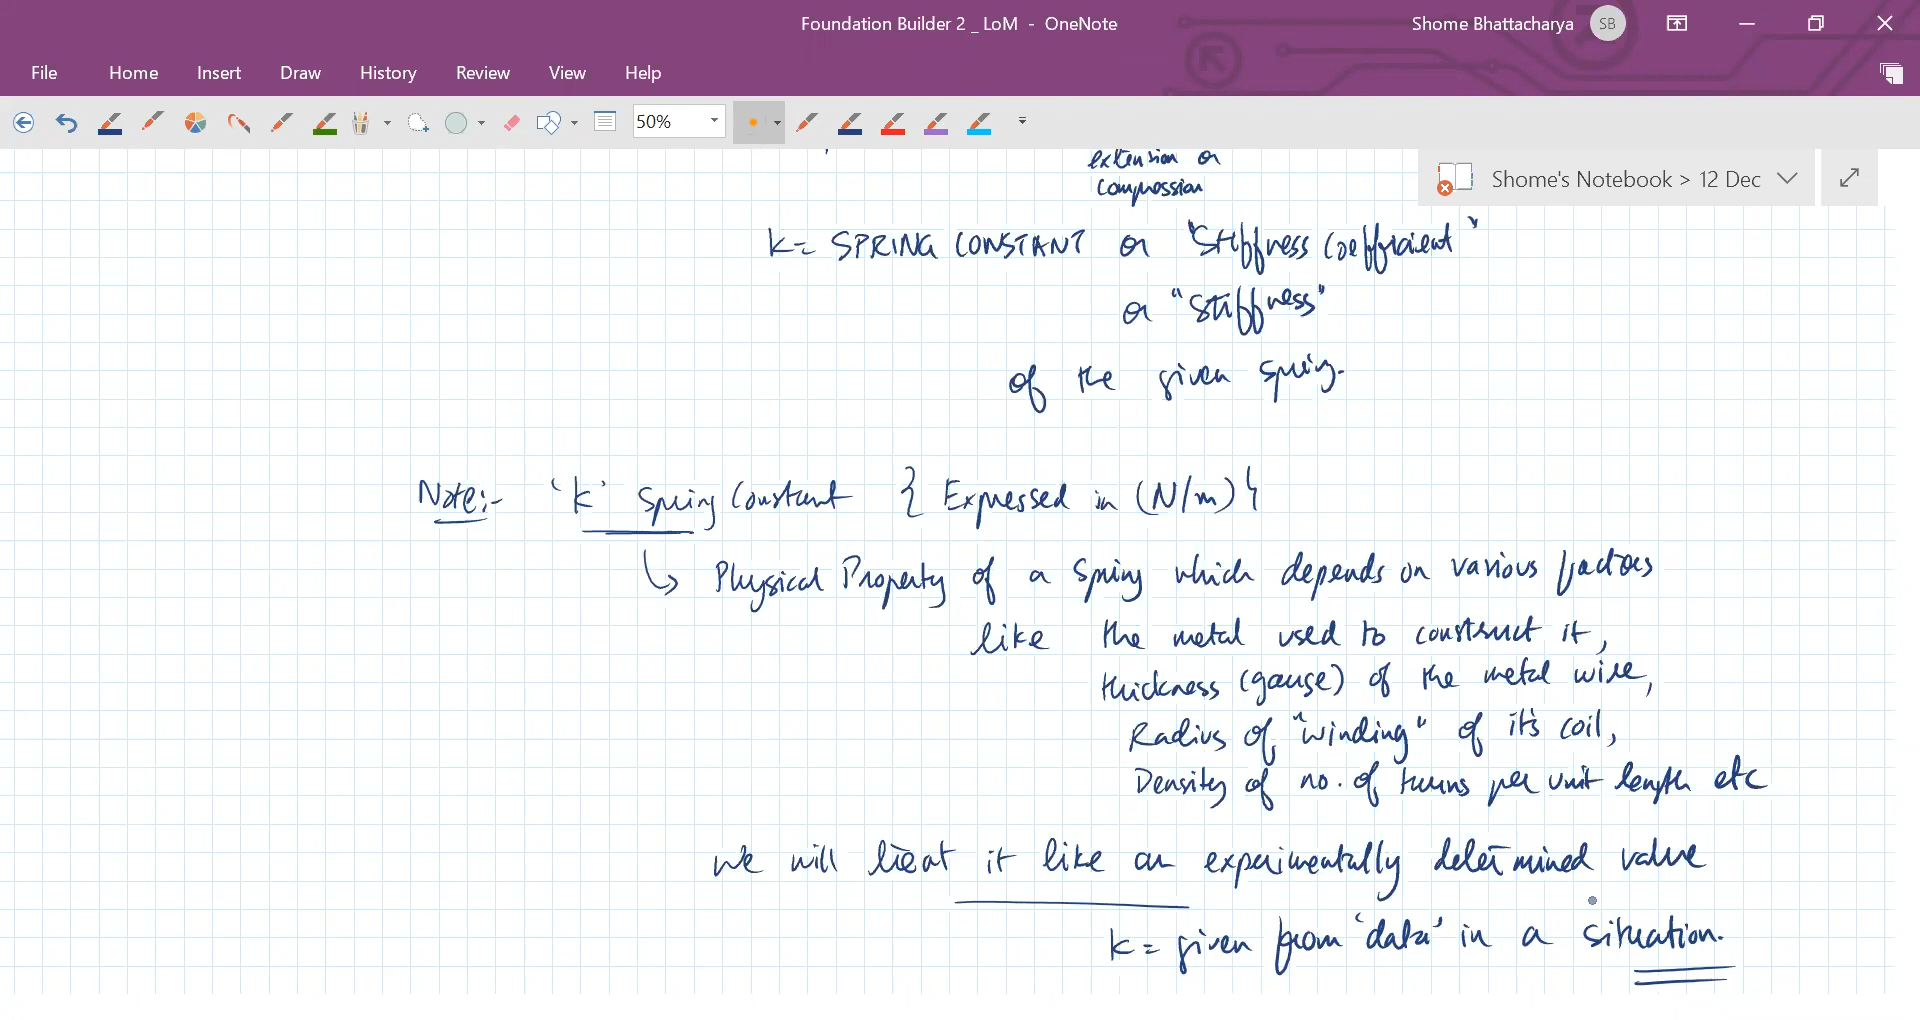 Foundation Builder 2 _ LoM - OneNote
Shome Bhattacharya SB
File Home Insert Draw History Review View Help
50%
Shome's Notebook > 12 Dec
extension or
compression
k = SPRING CONSTANT or "Stiffness Coefficient"
or "Stiffness"
of the given spring.
Note:- 'k' Spring Constant { Expressed in (N/m) }
Physical Property of a spring which depends on various factors
like the metal used to construct it,
thickness (gauge) of the metal wire,
Radius of "winding" of it's coil,
Density of no. of turns per unit length etc
We will treat it like an experimentally determined value
k = given from 'data' in a situation.